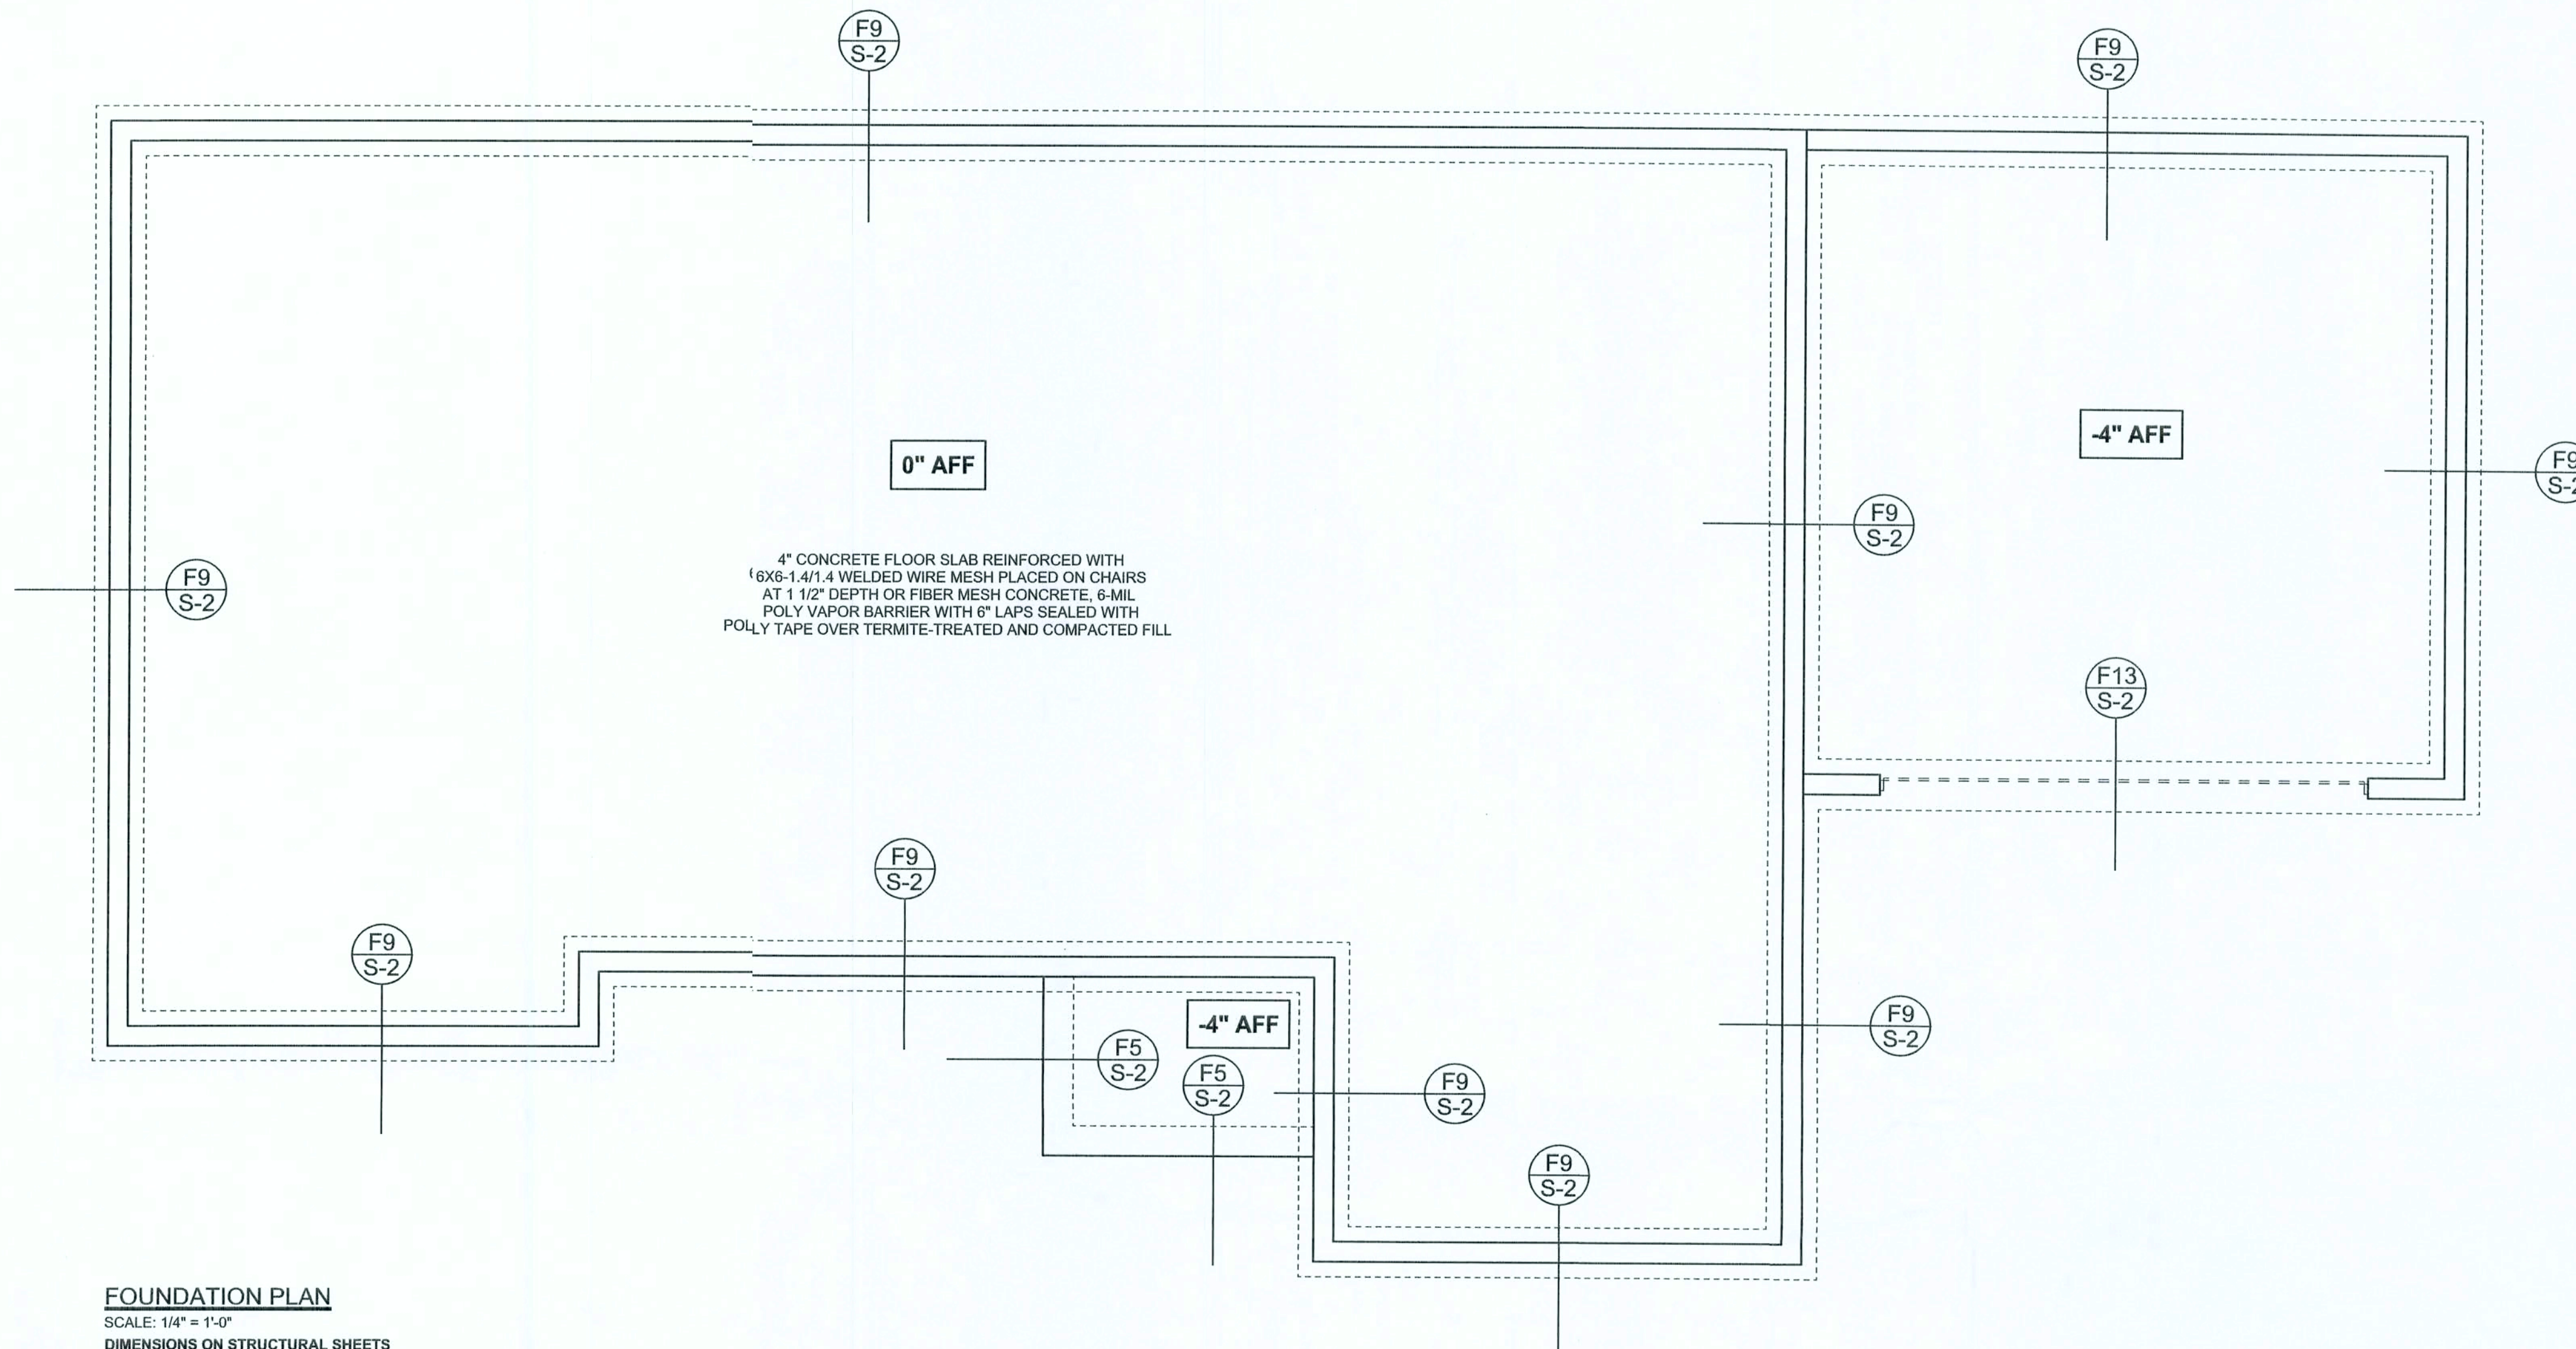 F9
S-2
F9
S-2
0" AFF
-4" AFF
F9
S-2
F9
S-2
4" CONCRETE FLOOR SLAB REINFORCED WITH
6X6-1.4/1.4 WELDED WIRE MESH PLACED ON CHAIRS
AT 1 1/2" DEPTH OR FIBER MESH CONCRETE, 6-MIL
POLY VAPOR BARRIER WITH 6" LAPS SEALED WITH
POLLY TAPE OVER TERMITE-TREATED AND COMPACTED FILL
F9
S-2
F13
S-2
F9
S-2
F9
S-2
-4" AFF
F5
S-2
F5
S-2
F9
S-2
F9
S-2
F9
S-2
FOUNDATION PLAN
SCALE: 1/4" = 1'-0"
DIMENSIONS ON STRUCTURAL SHEETS